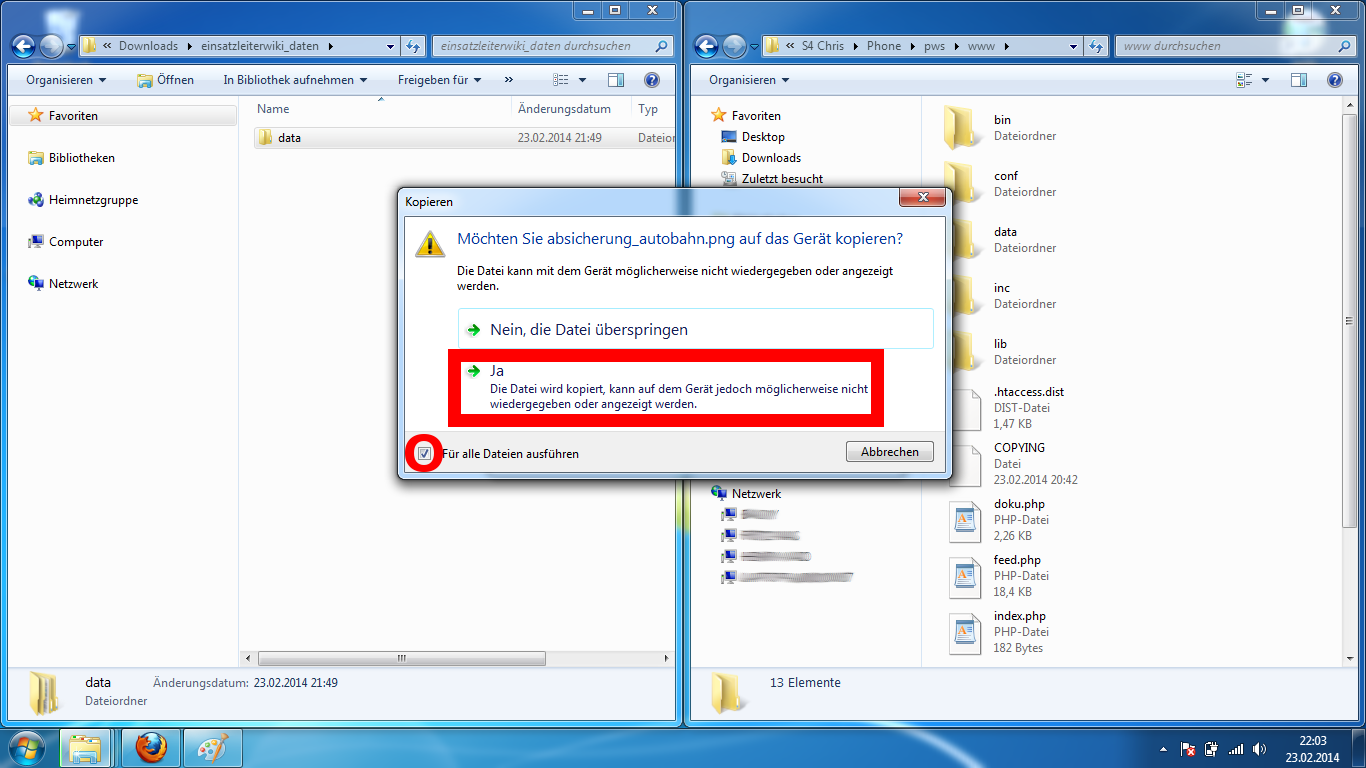 Downloads
einsatzleiterwiki_daten
einsatzleiterwiki_daten durchsuchen
Organisieren
Öffnen
In Bibliothek aufnehmen
Freigeben für
»
Favoriten
Bibliotheken
Heimnetzgruppe
Computer
Netzwerk
Name
Änderungsdatum
Typ
data
23.02.2014 21:49
Dateior
data
Änderungsdatum: 23.02.2014 21:49
Dateiordner
S4 Chris
Phone
pws
www
www durchsuchen
Organisieren
Favoriten
Desktop
Downloads
Zuletzt besucht
Netzwerk
bin
Dateiordner
conf
Dateiordner
data
Dateiordner
inc
Dateiordner
lib
Dateiordner
.htaccess.dist
DIST-Datei
1,47 KB
COPYING
Datei
23.02.2014 20:42
doku.php
PHP-Datei
2,26 KB
feed.php
PHP-Datei
18,4 KB
index.php
PHP-Datei
182 Bytes
13 Elemente
Kopieren
Möchten Sie absicherung_autobahn.png auf das Gerät kopieren?
Die Datei kann mit dem Gerät möglicherweise nicht wiedergegeben oder angezeigt
werden.
Nein, die Datei überspringen
Ja
Die Datei wird kopiert, kann auf dem Gerät jedoch möglicherweise nicht
wiedergegeben oder angezeigt werden.
Für alle Dateien ausführen
Abbrechen
22:03
23.02.2014